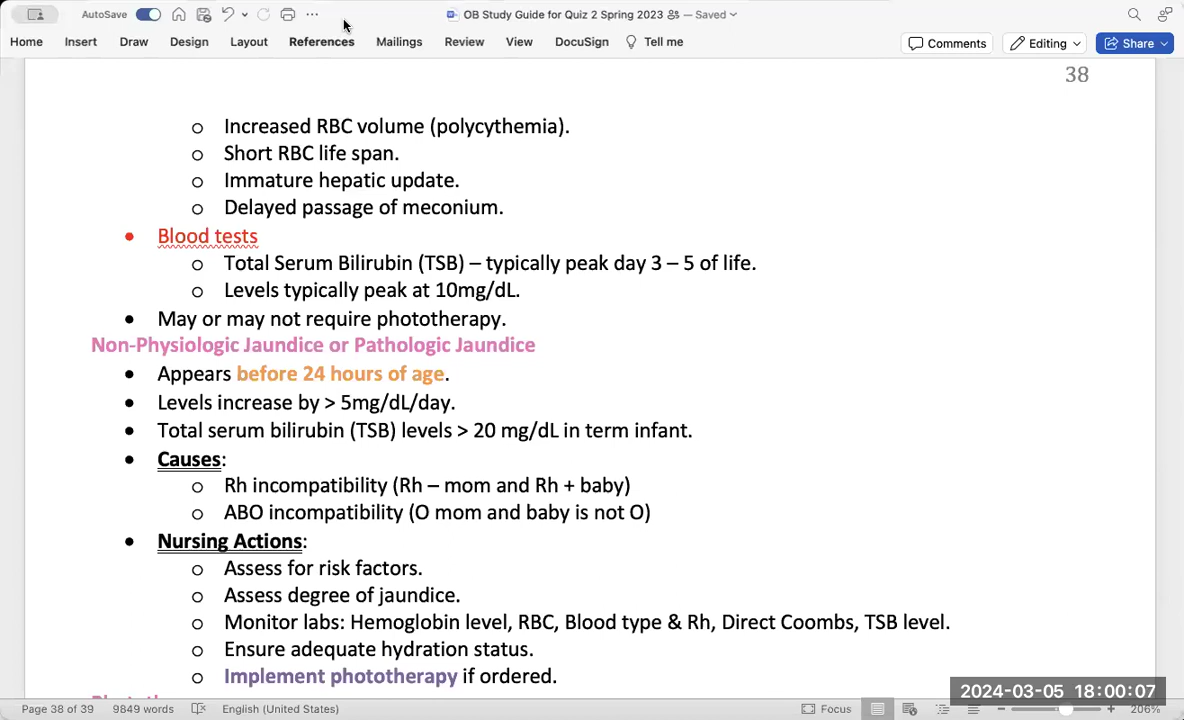 AutoSave
OB Study Guide for Quiz 2 Spring 2023 — Saved
Home Insert Draw Design Layout References Mailings Review View DocuSign Tell me Comments Editing Share
38
o Increased RBC volume (polycythemia).
o Short RBC life span.
o Immature hepatic update.
o Delayed passage of meconium.
• Blood tests
o Total Serum Bilirubin (TSB) – typically peak day 3 – 5 of life.
o Levels typically peak at 10mg/dL.
• May or may not require phototherapy.
Non-Physiologic Jaundice or Pathologic Jaundice
• Appears before 24 hours of age.
• Levels increase by > 5mg/dL/day.
• Total serum bilirubin (TSB) levels > 20 mg/dL in term infant.
• Causes:
o Rh incompatibility (Rh – mom and Rh + baby)
o ABO incompatibility (O mom and baby is not O)
• Nursing Actions:
o Assess for risk factors.
o Assess degree of jaundice.
o Monitor labs: Hemoglobin level, RBC, Blood type & Rh, Direct Coombs, TSB level.
o Ensure adequate hydration status.
o Implement phototherapy if ordered.
2024-03-05 18:00:07
Page 38 of 39 9849 words English (United States) Focus 206%